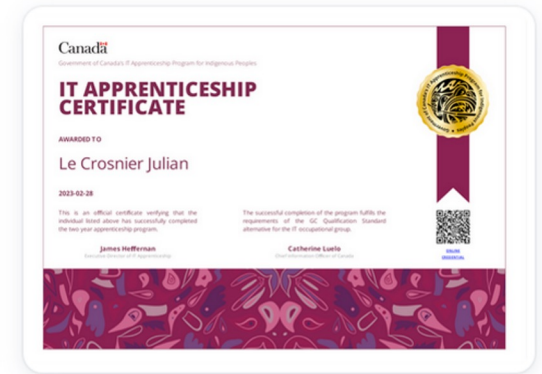 Canada
Government of Canada's IT Apprenticeship Program for Indigenous Peoples
IT APPRENTICESHIP
CERTIFICATE
AWARDED TO
Le Crosnier Julian
2023-02-28
This is an official certificate verifying that the
individual listed above has successfully completed
the two year apprenticeship program.
James Heffernan
Executive Director of IT Apprenticeship
The successful completion of the program fulfills the
requirements of the GC Qualification Standard
alternative for the IT occupational group.
Catherine Luelo
Chief Information Officer of Canada
ONLINE
CREDENTIAL